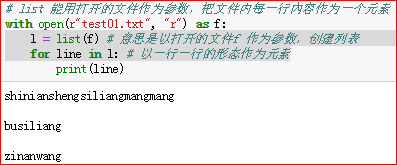 # list 能用打开的文件作为参数，把文件内每一行内容作为一个元素
with open(r"test01.txt", "r") as f:
    l = list(f) # 意思是以打开的文件f 作为参数，创建列表
    for line in l: # 以一行一行的形态作为元素
        print(line)
shinianshengsiliangmangmang
busiliang
zinanwang